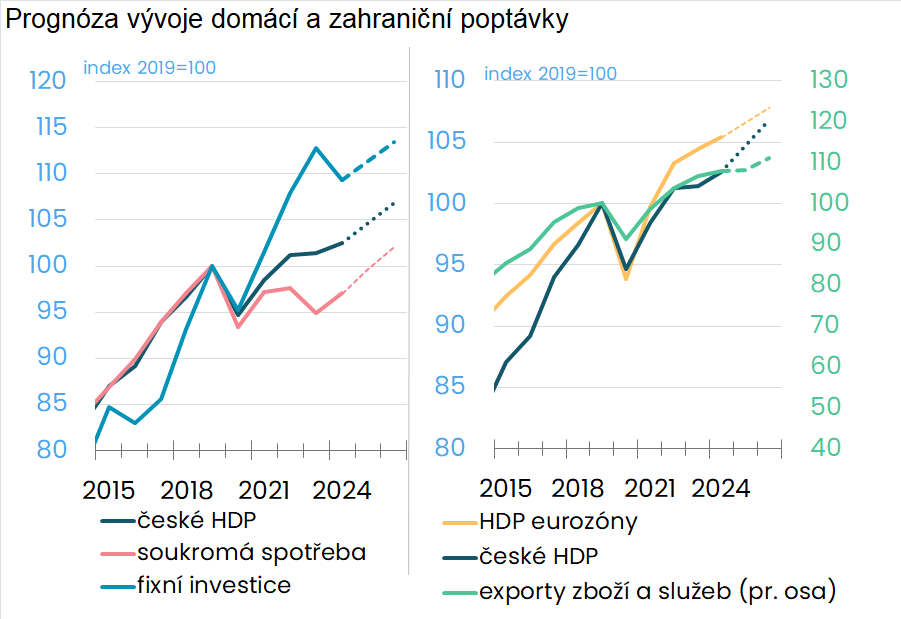 Prognóza vývoje domácí a zahraniční poptávky
index 2019=100
120
115
110
105
100
95
90
85
80
2015 2018 2021 2024
české HDP
soukromá spotřeba
fixní investice
index 2019=100
110
105
100
95
90
85
80
130
120
110
100
90
80
70
60
50
40
2015 2018 2021 2024
HDP eurozóny
české HDP
exporty zboží a služeb (pr. osa)